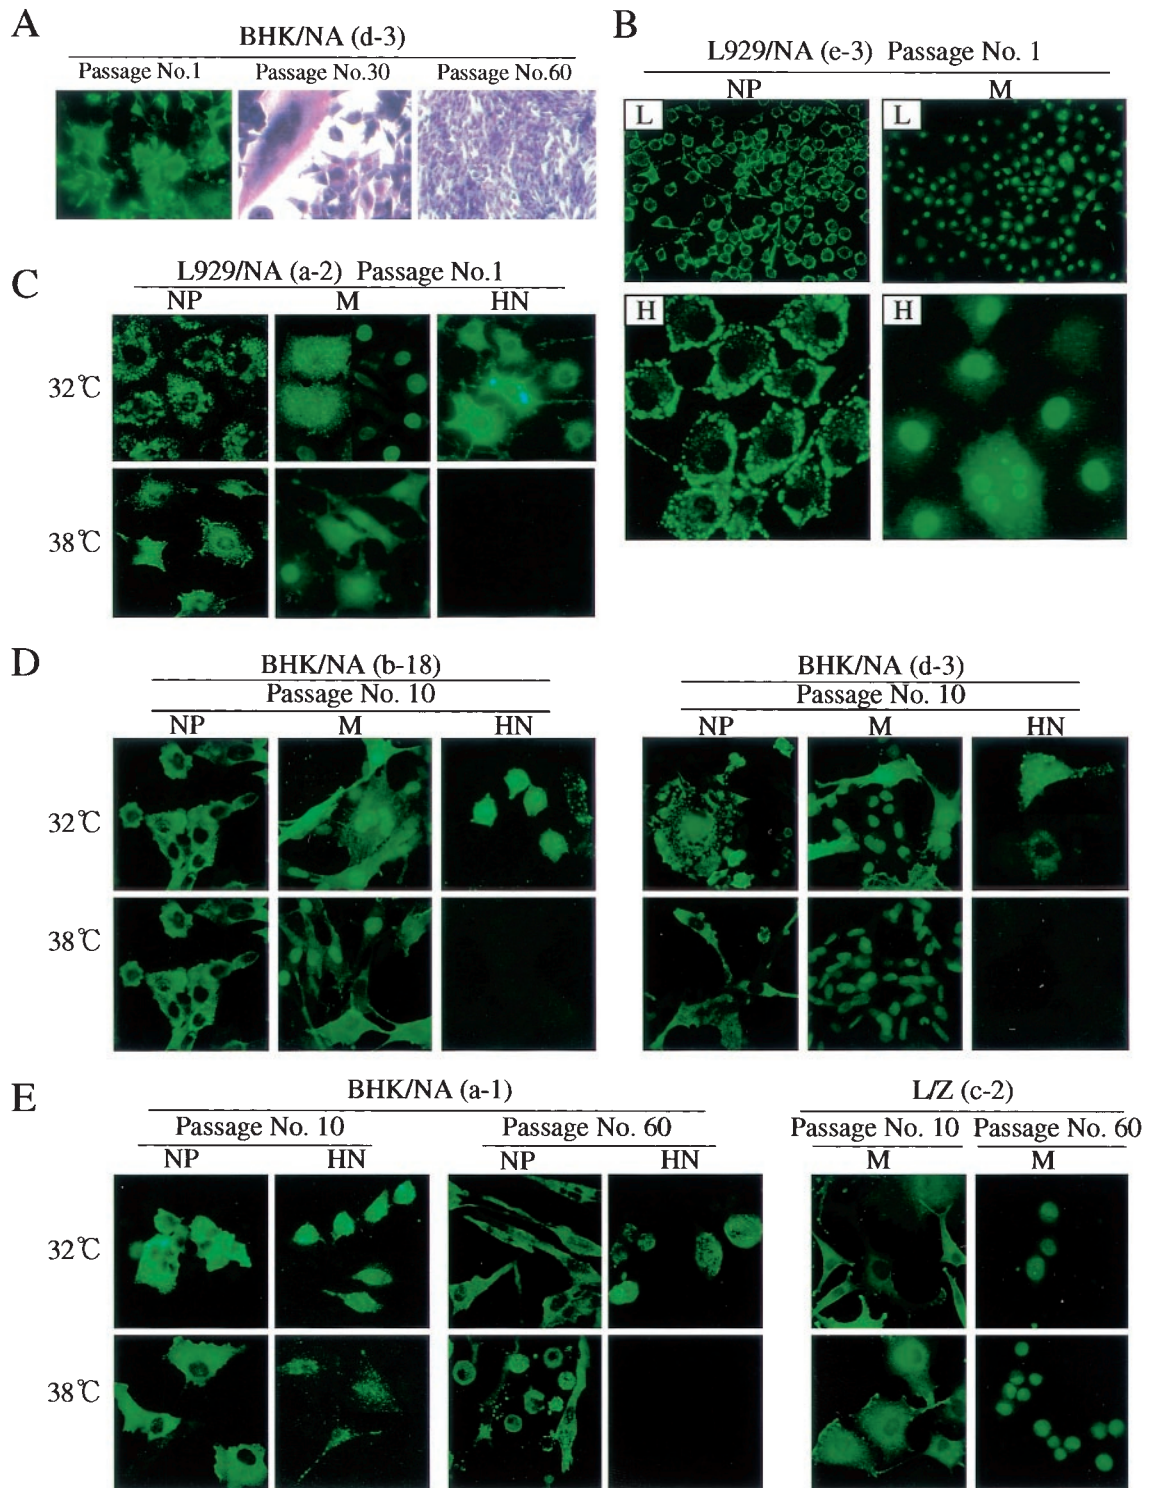 A
BHK/NA (d-3)
Passage No.1 Passage No.30 Passage No.60
B
L929/NA (e-3) Passage No. 1
NP M
L L
H H
C
L929/NA (a-2) Passage No.1
NP M HN
32℃
38℃
D
BHK/NA (b-18)
Passage No. 10
NP M HN
BHK/NA (d-3)
Passage No. 10
NP M HN
32℃
38℃
E
BHK/NA (a-1)
Passage No. 10 Passage No. 60
NP HN NP HN
L/Z (c-2)
Passage No. 10 Passage No. 60
M M
32℃
38℃